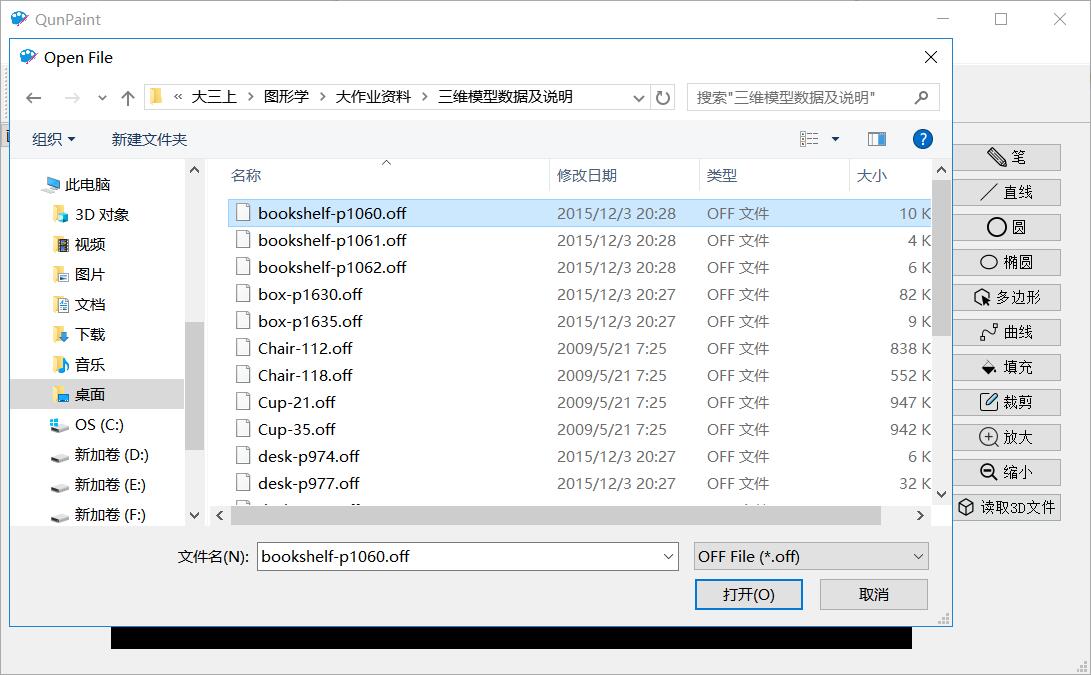 QunPaint
Open File
« 大三上 > 图形学 > 大作业资料 > 三维模型数据及说明
搜索"三维模型数据及说明"
组织 新建文件夹
名称 修改日期 类型 大小
此电脑
3D 对象
视频
图片
文档
下载
音乐
桌面
OS (C:)
新加卷 (D:)
新加卷 (E:)
新加卷 (F:)
bookshelf-p1060.off 2015/12/3 20:28 OFF 文件 10 K
bookshelf-p1061.off 2015/12/3 20:28 OFF 文件 4 K
bookshelf-p1062.off 2015/12/3 20:28 OFF 文件 6 K
box-p1630.off 2015/12/3 20:27 OFF 文件 82 K
box-p1635.off 2015/12/3 20:27 OFF 文件 9 K
Chair-112.off 2009/5/21 7:25 OFF 文件 838 K
Chair-118.off 2009/5/21 7:25 OFF 文件 552 K
Cup-21.off 2009/5/21 7:25 OFF 文件 947 K
Cup-35.off 2009/5/21 7:25 OFF 文件 942 K
desk-p974.off 2015/12/3 20:27 OFF 文件 6 K
desk-p977.off 2015/12/3 20:27 OFF 文件 32 K
文件名(N): bookshelf-p1060.off OFF File (*.off)
打开(O) 取消
笔
直线
圆
椭圆
多边形
曲线
填充
裁剪
放大
缩小
读取3D文件